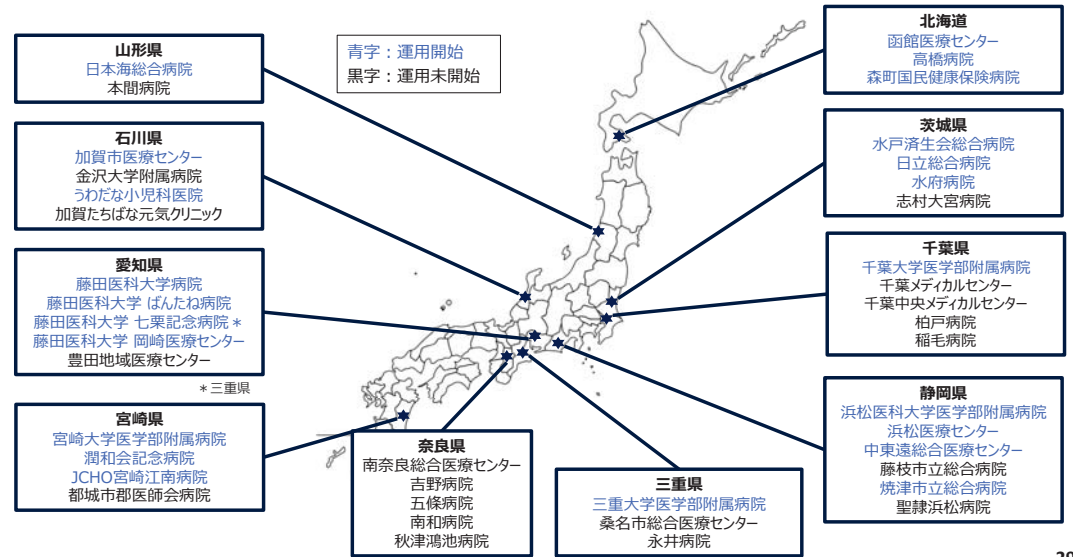 山形県
日本海総合病院
本間病院
青字：運用開始
黒字：運用未開始
北海道
函館医療センター
高橋病院
森町国民健康保険病院
石川県
加賀市医療センター
金沢大学附属病院
うわだな小児科医院
加賀たちばな元気クリニック
茨城県
水戸済生会総合病院
日立総合病院
水府病院
志村大宮病院
愛知県
藤田医科大学病院
藤田医科大学 ばんたね病院
藤田医科大学 七栗記念病院＊
藤田医科大学 岡崎医療センター
豊田地域医療センター
＊三重県
千葉県
千葉大学医学部附属病院
千葉メディカルセンター
千葉中央メディカルセンター
柏戸病院
稲毛病院
宮崎県
宮崎大学医学部附属病院
潤和会記念病院
JCHO宮崎江南病院
都城市郡医師会病院
奈良県
南奈良総合医療センター
吉野病院
五條病院
南和病院
秋津鴻池病院
三重県
三重大学医学部附属病院
桑名市総合医療センター
永井病院
静岡県
浜松医科大学医学部附属病院
浜松医療センター
中東遠総合医療センター
藤枝市立総合病院
焼津市立総合病院
聖隷浜松病院